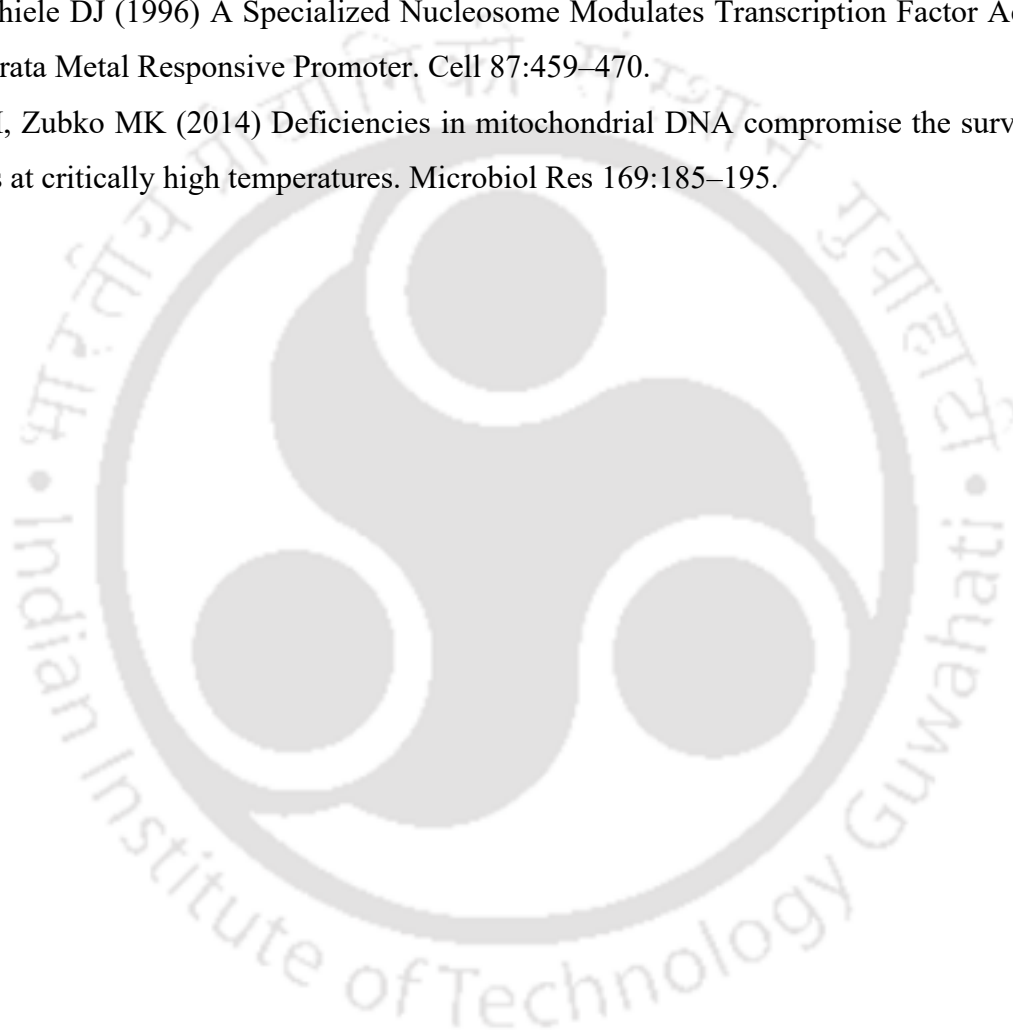 hiele DJ (1996) A Specialized Nucleosome Modulates Transcription Factor A
rata Metal Responsive Promoter. Cell 87:459–470.
, Zubko MK (2014) Deficiencies in mitochondrial DNA compromise the surv
s at critically high temperatures. Microbiol Res 169:185–195.
भारतीय प्रौद्योगिकी संस्थान गुवाहाटी
Indian Institute of Technology Guwahati